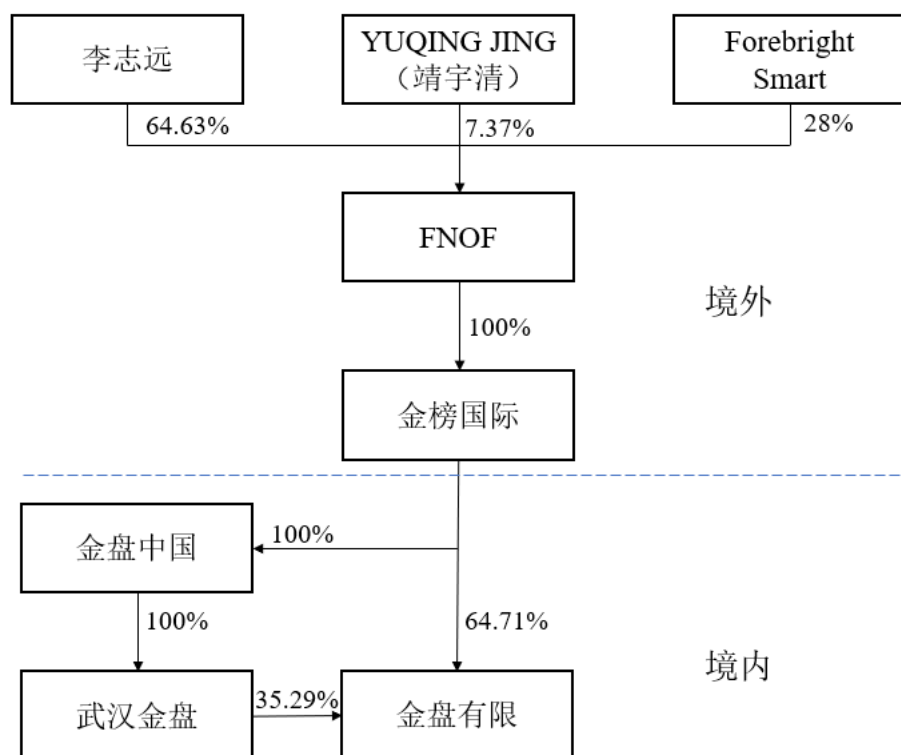 李志远
YUQING JING
（靖宇清）
Forebright
Smart
64.63%
7.37%
28%
FNOF
境外
100%
金榜国际
金盘中国
100%
100%
64.71%
境内
武汉金盘
35.29%
金盘有限